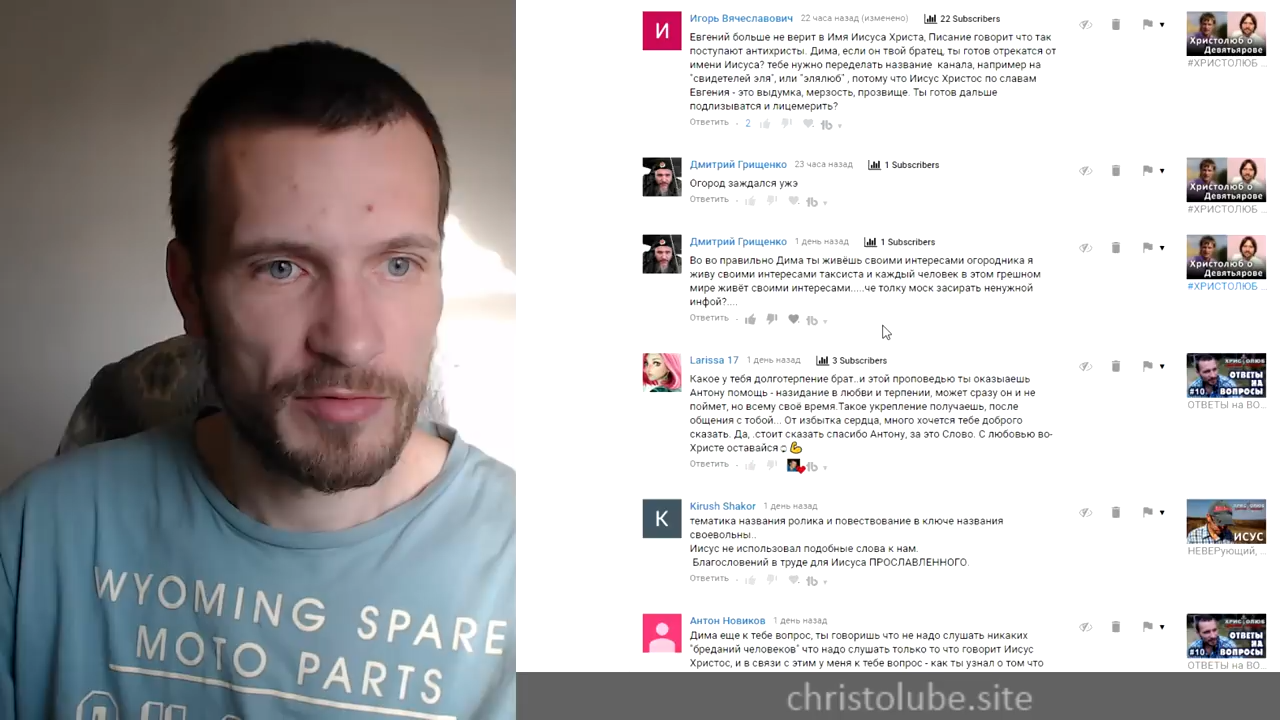 Игорь Вячеславович 22 часа назад (изменено) 22 Subscribers
Евгений больше не верит в Имя Иисуса Христа, Писание говорит что так
поступают антихристы. Дима, если он твой братец, ты готов отрекатся от
имени Иисуса? тебе нужно переделать название канала, например на
"свидетелей эля", или "элялюб" , потому что Иисус Христос по славам
Евгения - это выдумка, мерзость, прозвище. Ты готов дальше
подлизыватся и лицемерить?
Ответить 2
Христолюб о
Девятьярове
#ХРИСТОЛЮБ ...
Дмитрий Грищенко 23 часа назад 1 Subscribers
Огород заждался ужэ
Ответить
Христолюб о
Девятьярове
#ХРИСТОЛЮБ ...
Дмитрий Грищенко 1 день назад 1 Subscribers
Во во правильно Дима ты живёшь своими интересами огородника я
живу своими интересами таксиста и каждый человек в этом грешном
мире живёт своими интересами.....че толку моск засирать ненужной
инфой?....
Ответить
Христолюб о
Девятьярове
#ХРИСТОЛЮБ ...
Larissa 17 1 день назад 3 Subscribers
Какое у тебя долготерпение брат..и этой проповедью ты оказыаешь
Антону помощь - назидание в любви и терпении, может сразу он и не
поймет, но всему своё время.Такое укрепление получаешь, после
общения с тобой... От избытка сердца, много хочется тебе доброго
сказать. Да, .стоит сказать спасибо Антону, за это Слово. С любовью во
Христе оставайся
Ответить
ОТВЕТЫ
НА
#10 ВОПРОСЫ
ОТВЕТЫ на ВО...
K
Kirush Shakor 1 день назад
тематика названия ролика и повествование в ключе названия
своевольны..
Иисус не использовал подобные слова к нам.
Благословений в труде для Иисуса ПРОСЛАВЛЕННОГО.
Ответить
ИСУС
НЕВЕРующий, ...
Антон Новиков 1 день назад
Дима еще к тебе вопрос, ты говоришь что не надо слушать никаких
"бреданий человеков" что надо слушать только то что говорит Иисус
Христос, и в связи с этим у меня к тебе вопрос - как ты узнал о том что
ОТВЕТЫ
НА
#10 ВОПРОСЫ
ОТВЕТЫ на ВО...
И
WYOMING SPARE
MOTO PARTS
christolube.site